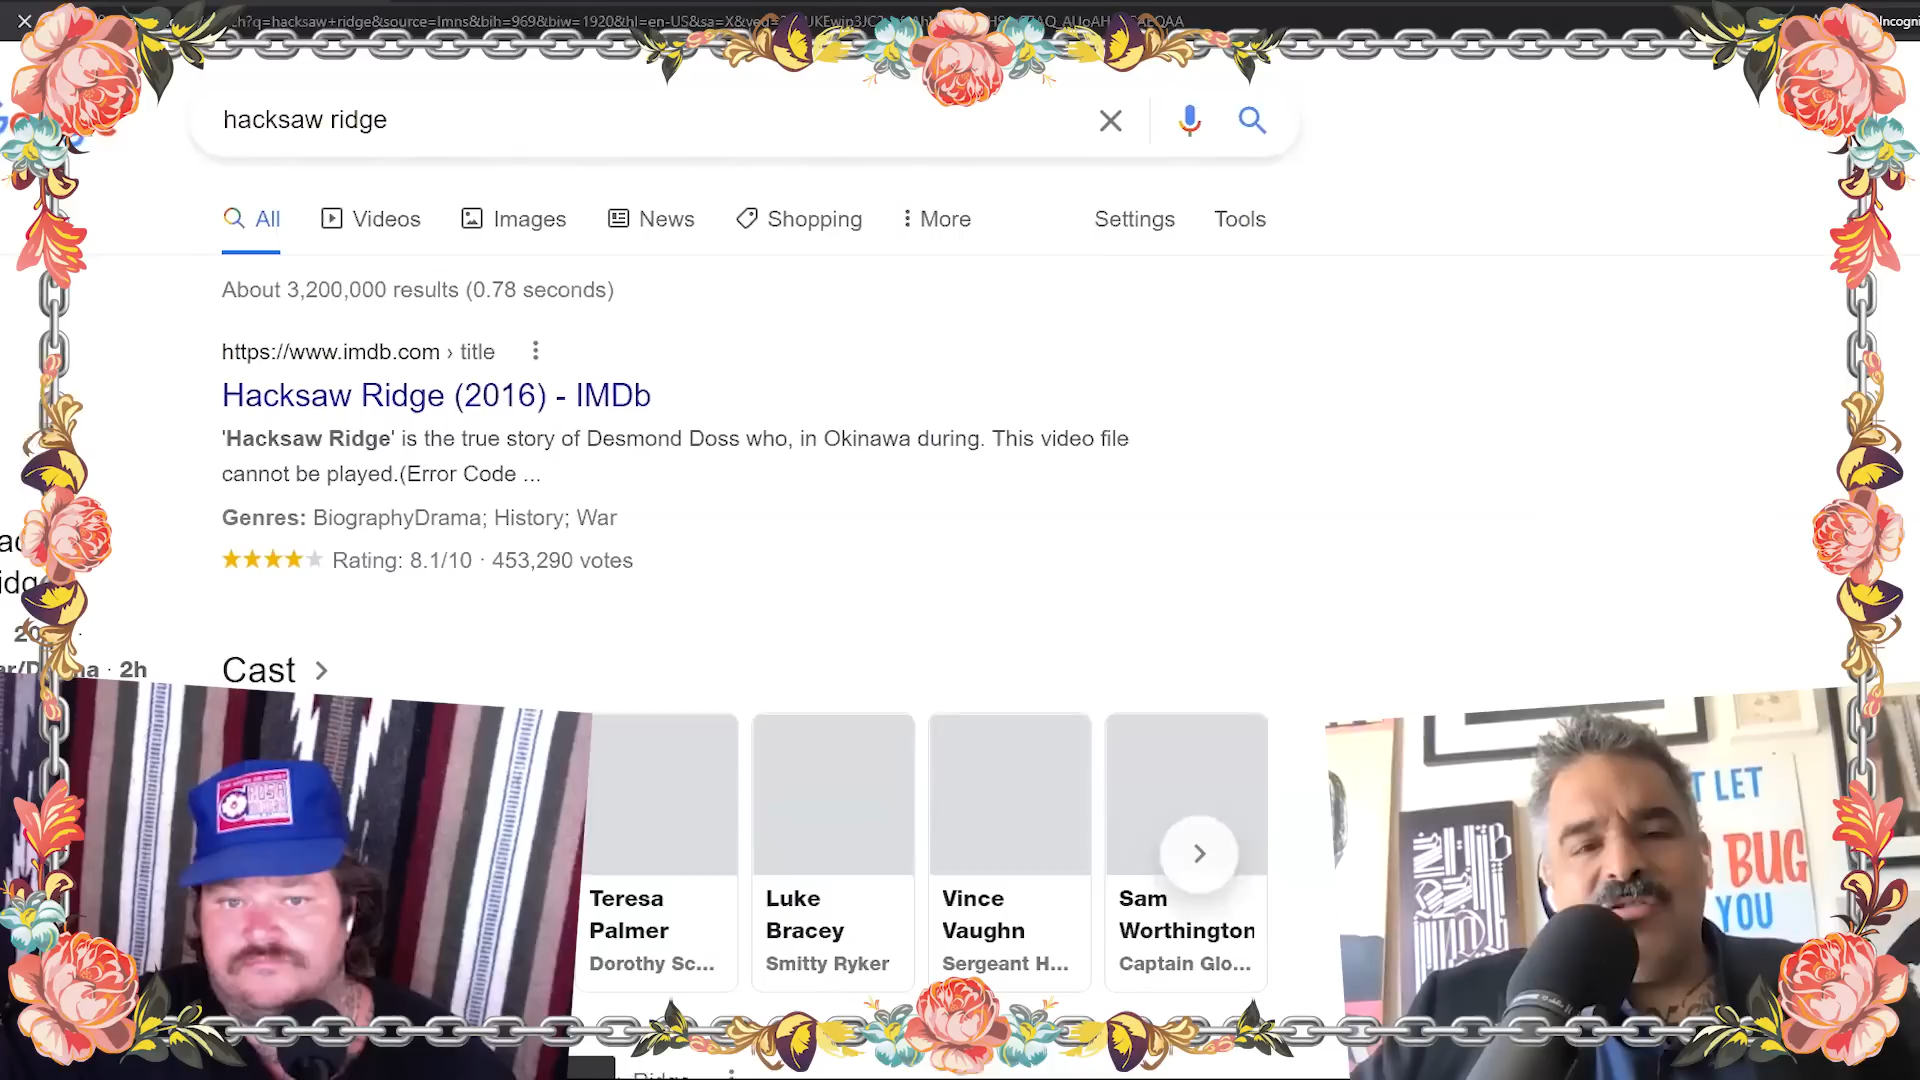 Incogni
hacksaw ridge
All
Videos
Images
News
Shopping
More
Settings
Tools
About 3,200,000 results (0.78 seconds)
https://www.imdb.com › title
Hacksaw Ridge (2016) - IMDb
'Hacksaw Ridge' is the true story of Desmond Doss who, in Okinawa during. This video file
cannot be played.(Error Code ...
Genres: BiographyDrama; History; War
Rating: 8.1/10 · 453,290 votes
2h
Cast
Teresa
Palmer
Dorothy Sc...
Luke
Bracey
Smitty Ryker
Vince
Vaughn
Sergeant H...
Sam
Worthington
Captain Glo...
LET
BUG
YOU